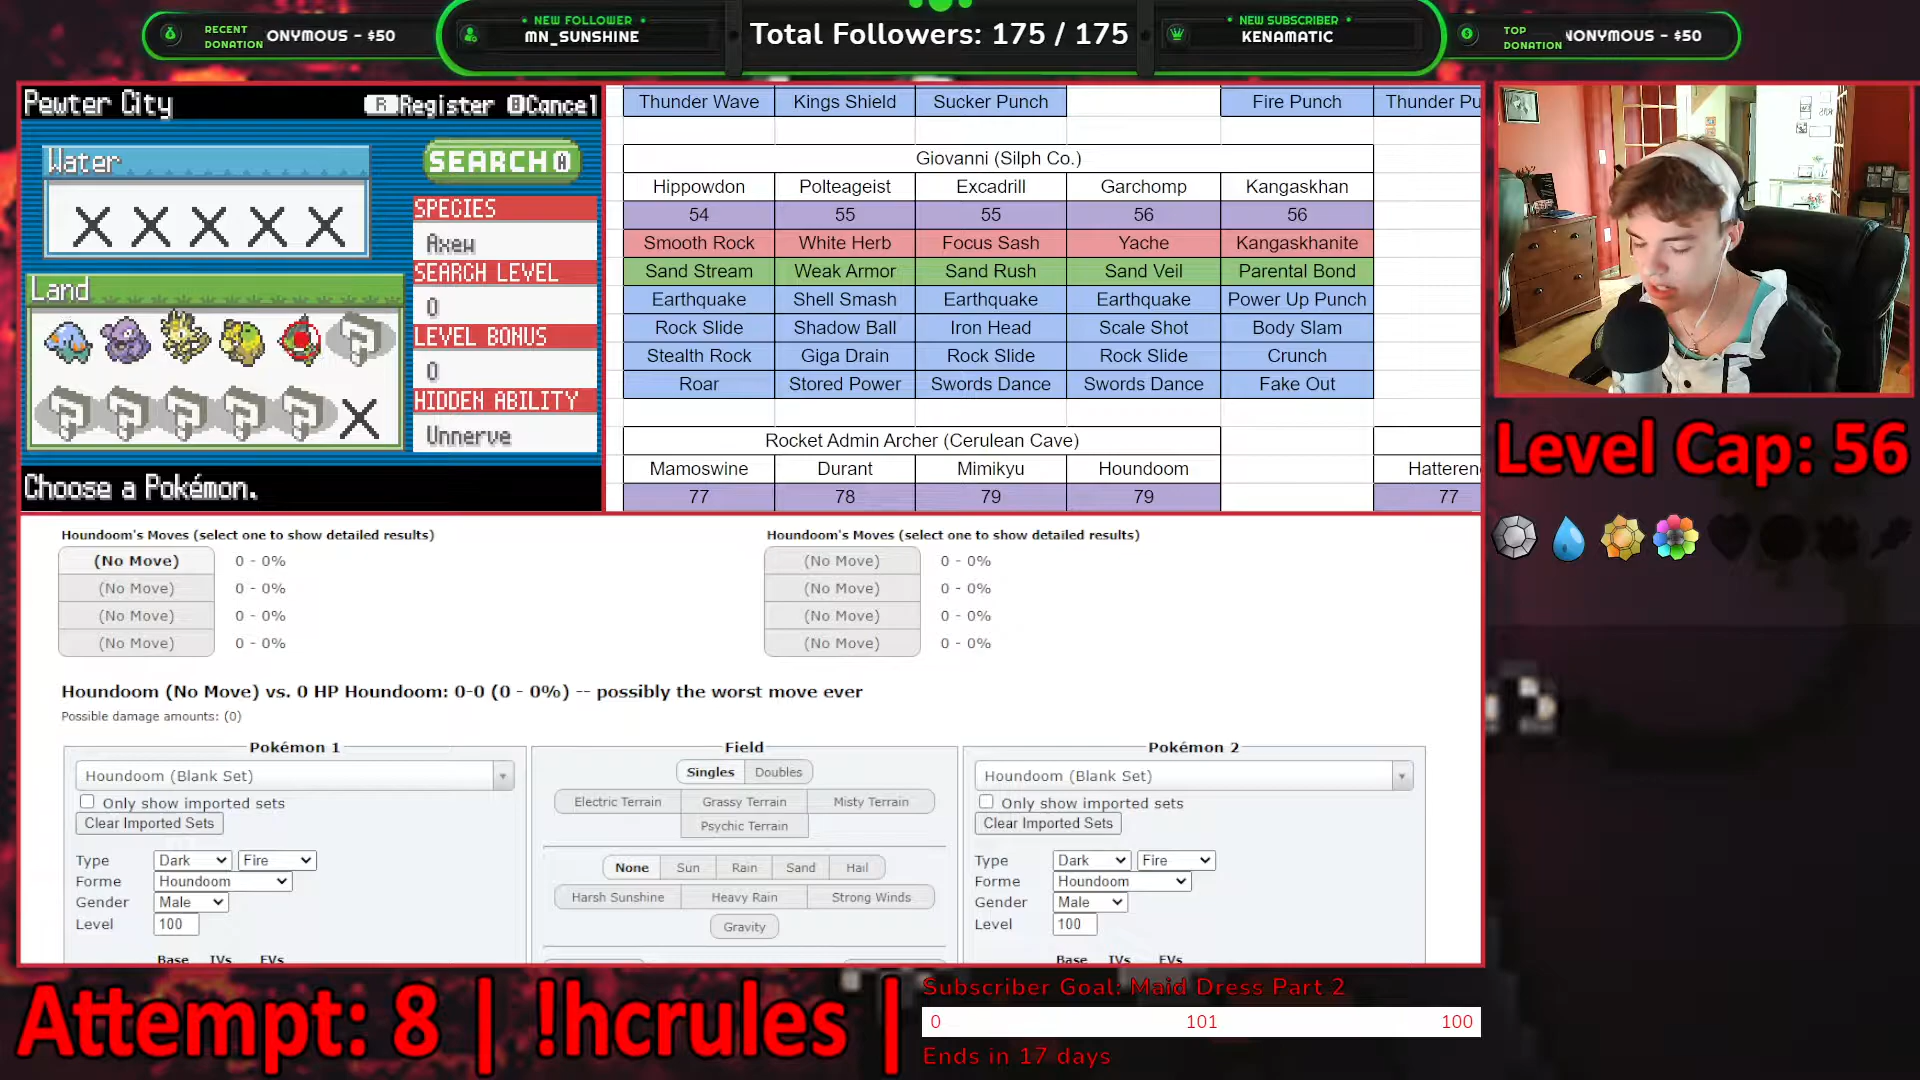 RECENT DONATION ONYMOUS - $50
NEW FOLLOWER
MN_SUNSHINE
Total Followers: 175 / 175
NEW SUBSCRIBER
KENAMATIC
TOP DONATION NONYMOUS - $50
Pewter City
R Register B Cancel
Water
SEARCH A
SPECIES
Axew
SEARCH LEVEL
0
LEVEL BONUS
0
HIDDEN ABILITY
Unnerve
Land
Choose a Pokémon.
Thunder Wave Kings Shield Sucker Punch Fire Punch Thunder Pu
Giovanni (Silph Co.)
Hippowdon Polteageist Excadrill Garchomp Kangaskhan
54 55 55 56 56
Smooth Rock White Herb Focus Sash Yache Kangaskhanite
Sand Stream Weak Armor Sand Rush Sand Veil Parental Bond
Earthquake Shell Smash Earthquake Earthquake Power Up Punch
Rock Slide Shadow Ball Iron Head Scale Shot Body Slam
Stealth Rock Giga Drain Rock Slide Rock Slide Crunch
Roar Stored Power Swords Dance Swords Dance Fake Out
Rocket Admin Archer (Cerulean Cave)
Mamoswine Durant Mimikyu Houndoom Hatteren
77 78 79 79 77
Level Cap: 56
Houndoom's Moves (select one to show detailed results)
(No Move) 0 - 0%
(No Move) 0 - 0%
(No Move) 0 - 0%
(No Move) 0 - 0%
Houndoom's Moves (select one to show detailed results)
(No Move) 0 - 0%
(No Move) 0 - 0%
(No Move) 0 - 0%
(No Move) 0 - 0%
Houndoom (No Move) vs. 0 HP Houndoom: 0-0 (0 - 0%) -- possibly the worst move ever
Possible damage amounts: (0)
Pokémon 1
Houndoom (Blank Set)
Only show imported sets
Clear Imported Sets
Type Dark Fire
Forme Houndoom
Gender Male
Level 100
Base IVs EVs
Field
Singles Doubles
Electric Terrain Grassy Terrain Misty Terrain
Psychic Terrain
None Sun Rain Sand Hail
Harsh Sunshine Heavy Rain Strong Winds
Gravity
Pokémon 2
Houndoom (Blank Set)
Only show imported sets
Clear Imported Sets
Type Dark Fire
Forme Houndoom
Gender Male
Level 100
Base IVs EVs
Attempt: 8 | !hcrules |
Subscriber Goal: Maid Dress Part 2
0 101 100
Ends in 17 days